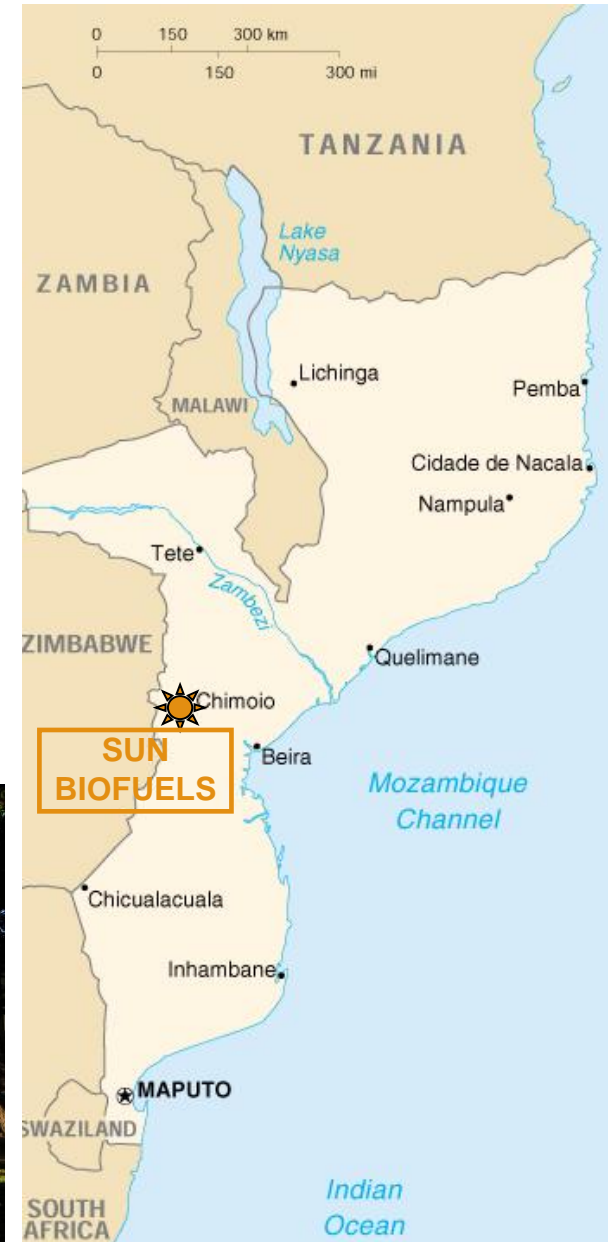 0 150 300 km
0 150 300 mi
TANZANIA
Lake
Nyasa
ZAMBIA
Lichinga
Pemba
MALAWI
Cidade de Nacala
Nampula
Tete
Zambezi
ZIMBABWE
Quelimane
Chimoio
SUN
BIOFUELS
Beira
Mozambique
Channel
Chicualacuala
Inhambane
MAPUTO
SWAZILAND
SOUTH
AFRICA
Indian
Ocean